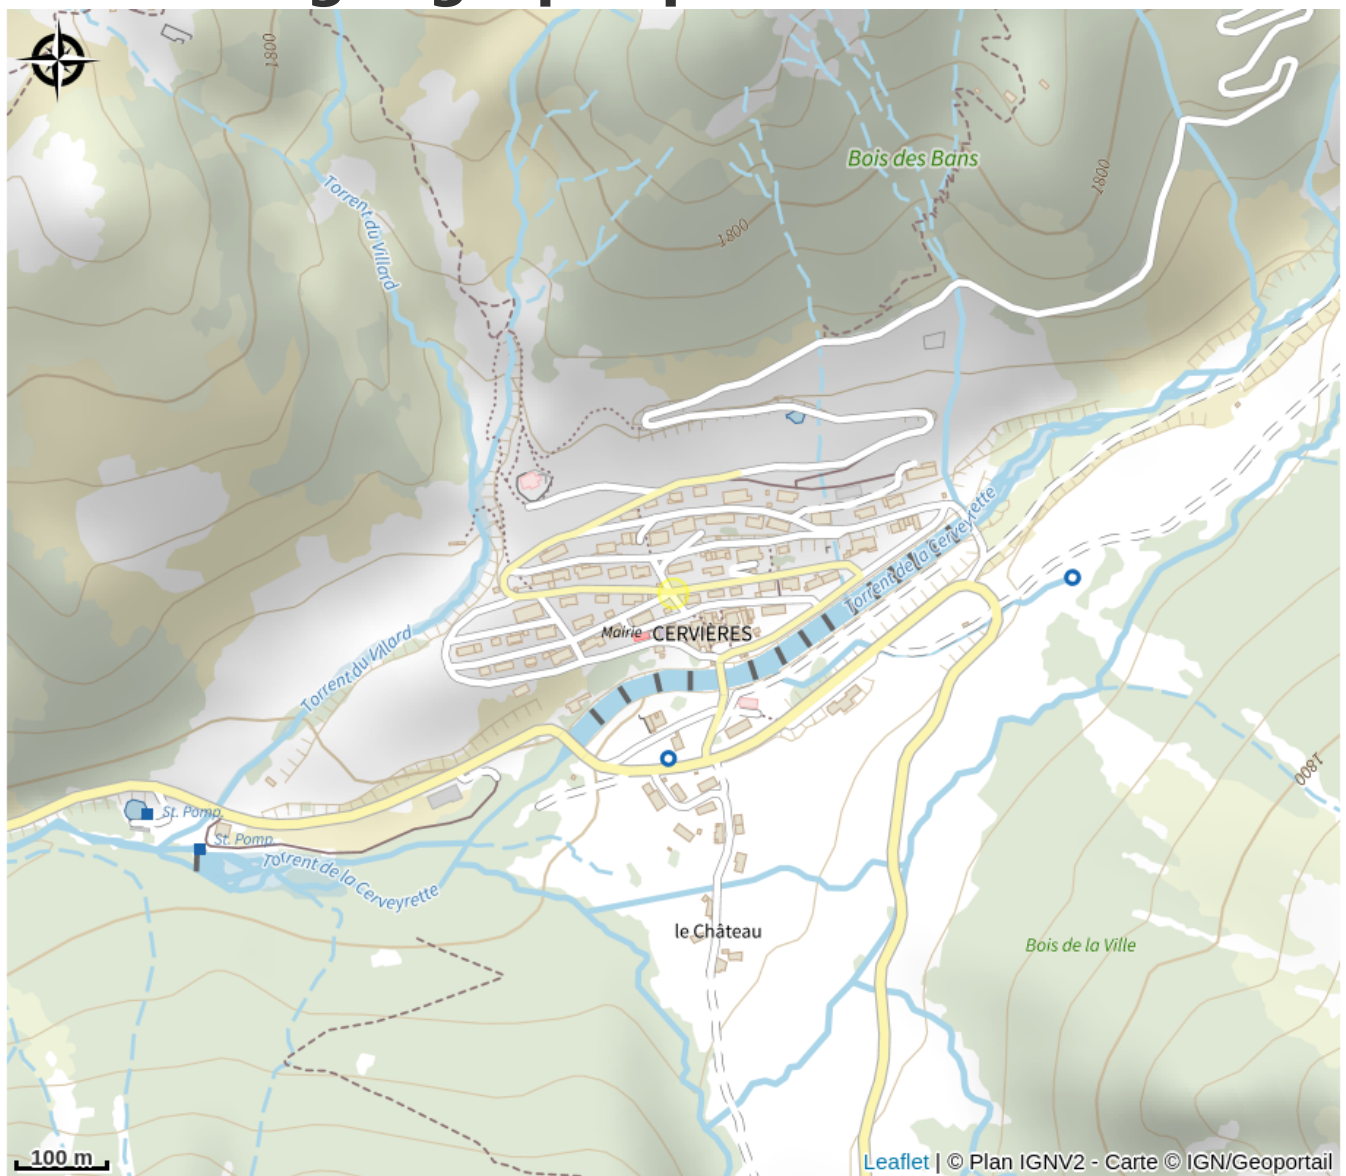 1800
Bois des Bans
1800
Torrent du Villard
1800
Torrent de la Cerveyrette
Mairie
CERVIÈRES
Torrent du Villard
1800
St. Pomp.
St. Pomp.
Torrent de la Cerveyrette
le Château
Bois de la Ville
100 m
Leaflet | © Plan IGNV2 - Carte © IGN/Geoportail